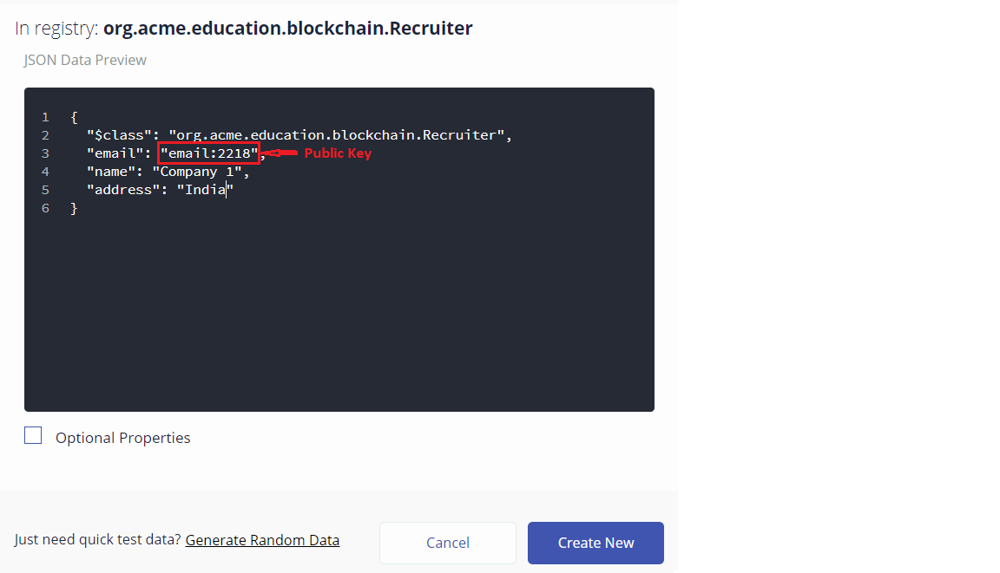 In registry: org.acme.education.blockchain.Recruiter
JSON Data Preview
1 {
2 "$class": "org.acme.education.blockchain.Recruiter",
3 "email": "email:2218", Public Key
4 "name": "Company 1",
5 "address": "India"
6 }
Optional Properties
Just need quick test data? Generate Random Data
Cancel
Create New